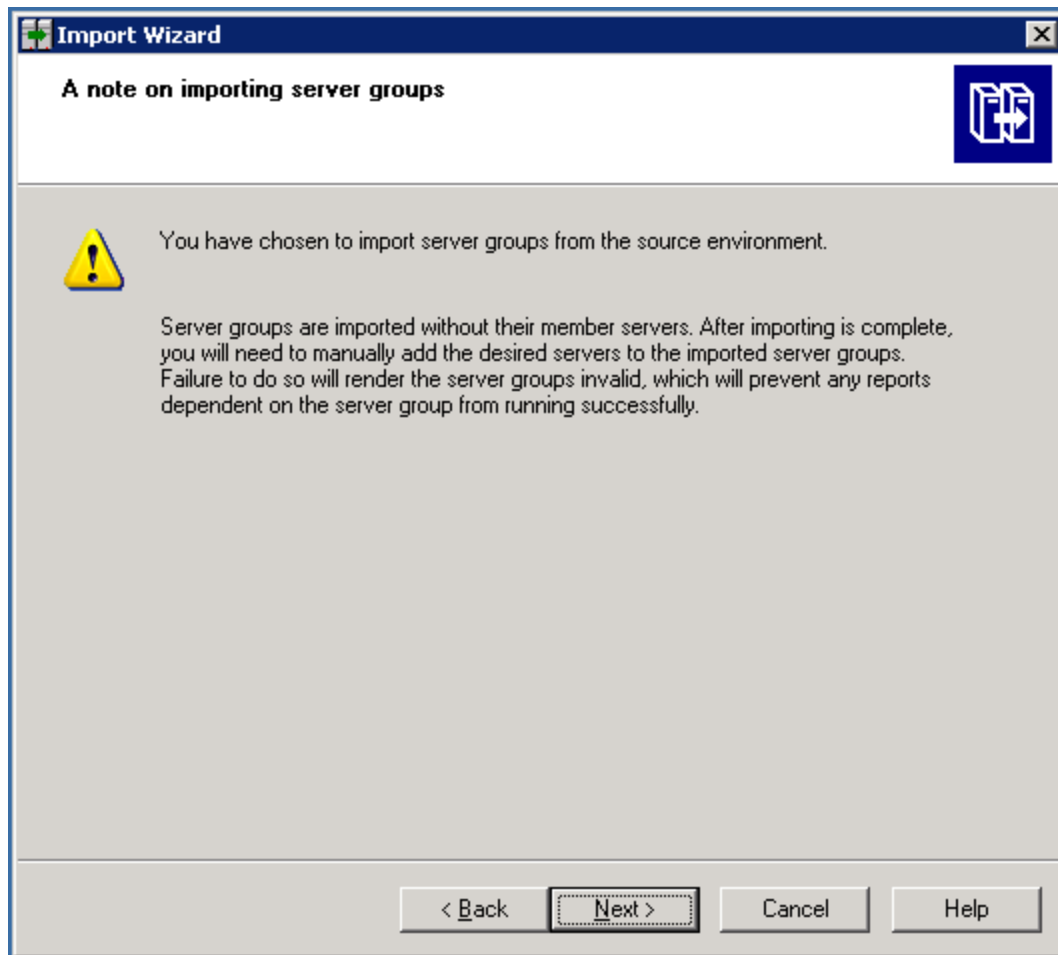 Import Wizard
A note on importing server groups
You have chosen to import server groups from the source environment.
Server groups are imported without their member servers. After importing is complete,
you will need to manually add the desired servers to the imported server groups.
Failure to do so will render the server groups invalid, which will prevent any reports
dependent on the server group from running successfully.
< Back Next > Cancel Help